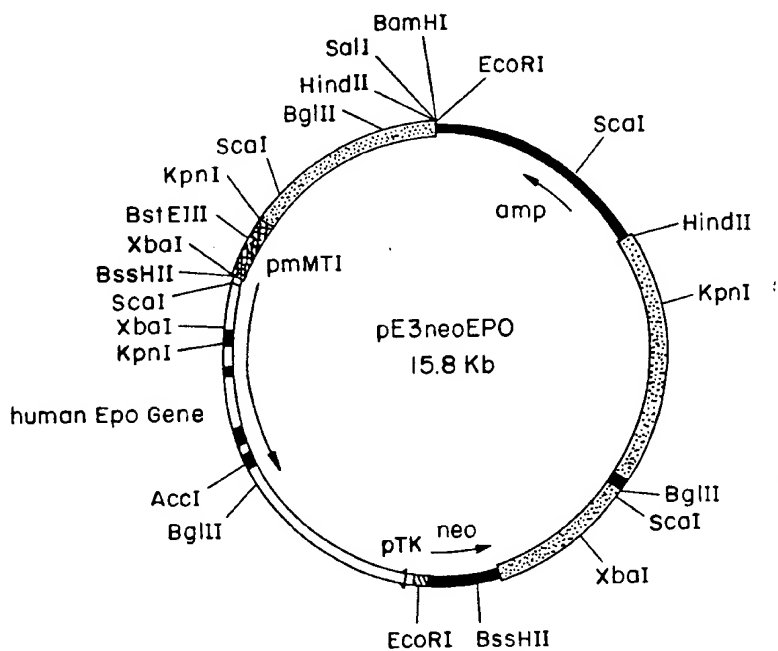 BamHI
SalI
EcoRI
HindII
BglII
ScaI
ScaI
KpnI
amp
BstEIII
HindII
XbaI
pmMTI
BssHII
KpnI
ScaI
XbaI
pE3neoEPO
KpnI
15.8 Kb
human Epo Gene
AccI
BglII
BglII
ScaI
pTK neo
XbaI
EcoRI BssHII